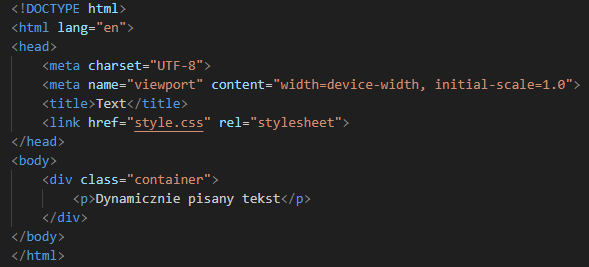 <!DOCTYPE html>
<html lang="en">
<head>
    <meta charset="UTF-8">
    <meta name="viewport" content="width=device-width, initial-scale=1.0">
    <title>Text</title>
    <link href="style.css" rel="stylesheet">
</head>
<body>
    <div class="container">
        <p>Dynamicznie pisany tekst</p>
    </div>
</body>
</html>